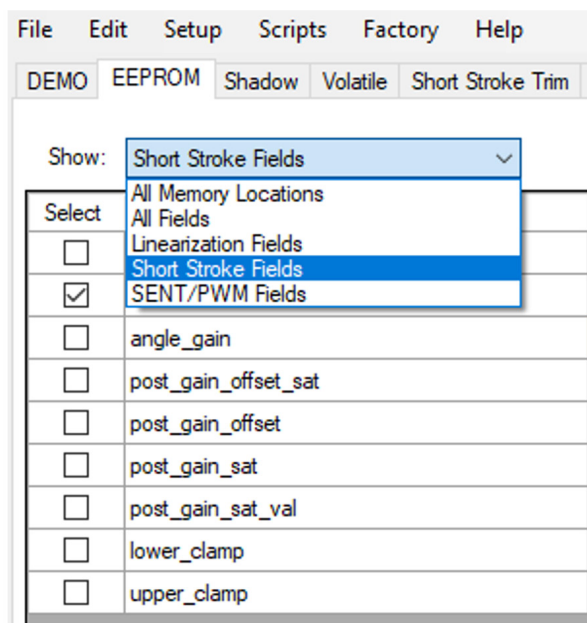 File Edit Setup Scripts Factory Help
DEMO EEPROM Shadow Volatile Short Stroke Trim
Show: Short Stroke Fields
All Memory Locations
Select
All Fields
Linearization Fields
Short Stroke Fields
SENT/PWM Fields
angle_gain
post_gain_offset_sat
post_gain_offset
post_gain_sat
post_gain_sat_val
lower_clamp
upper_clamp